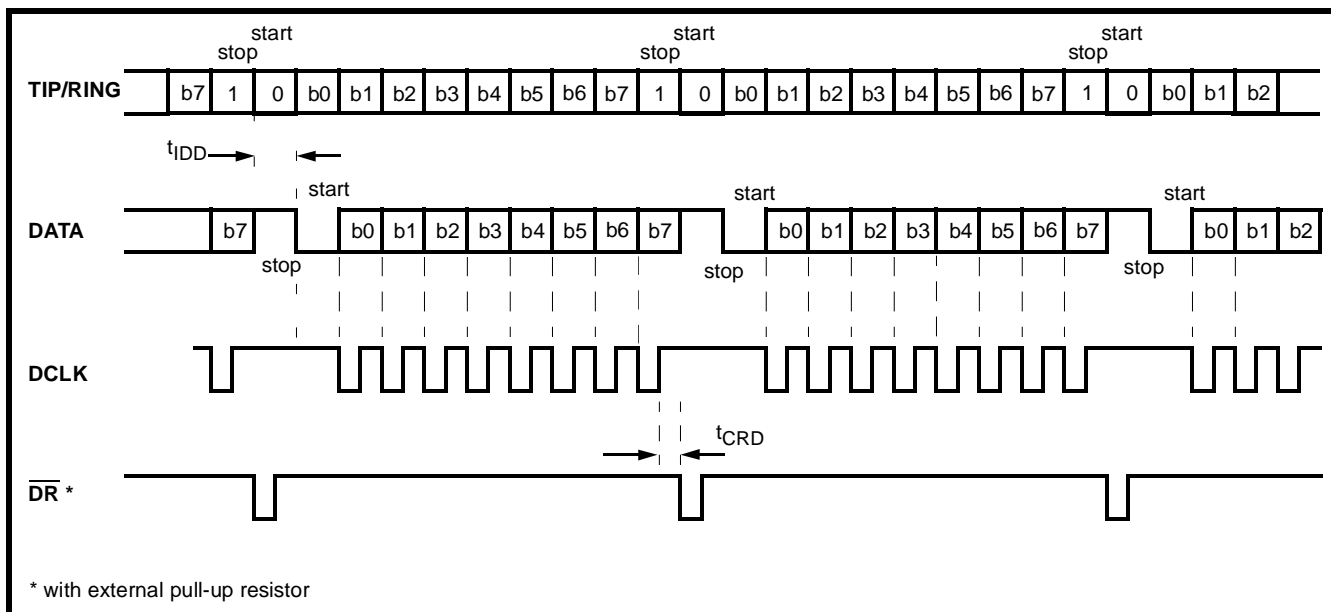 start start start
stop stop stop
TIP/RING b7 1 0 b0 b1 b2 b3 b4 b5 b6 b7 1 0 b0 b1 b2 b3 b4 b5 b6 b7 1 0 b0 b1 b2
tIDD
start start start
DATA b7 b0 b1 b2 b3 b4 b5 b6 b7 b0 b1 b2 b3 b4 b5 b6 b7 b0 b1 b2
stop stop stop
DCLK
tCRD
DR *
* with external pull-up resistor